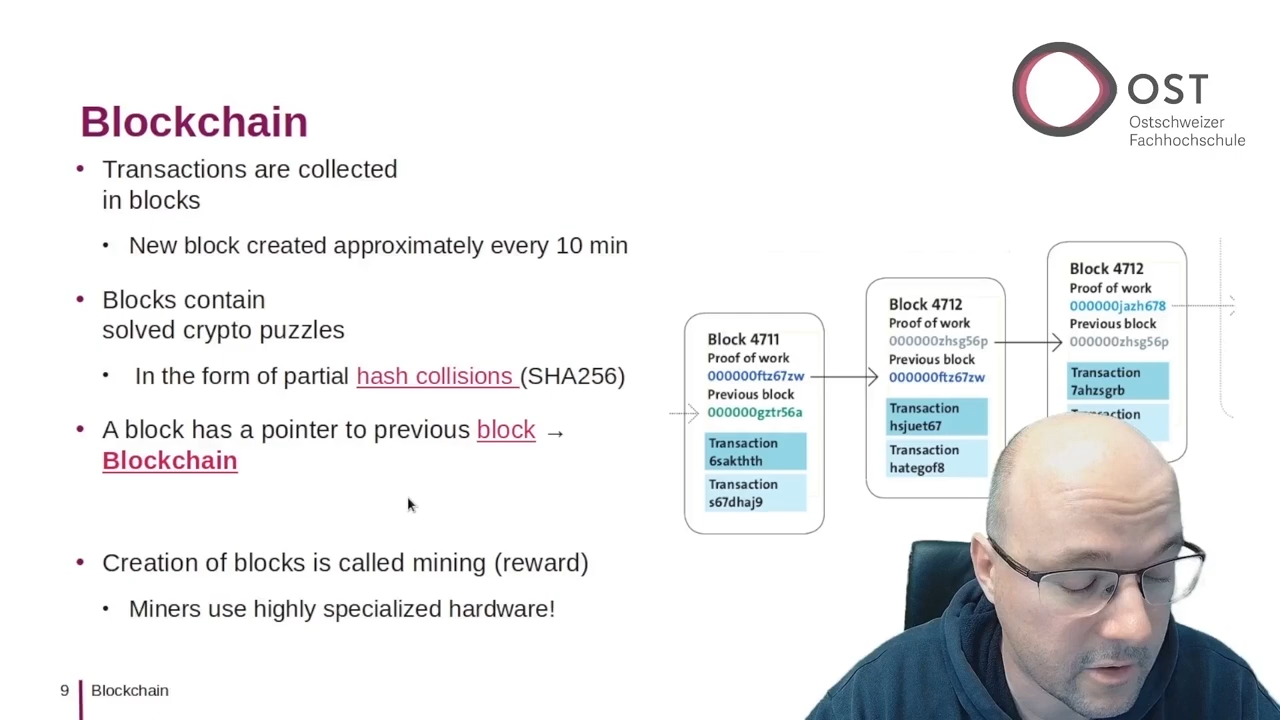 OST
Ostschweizer
Fachhochschule
Blockchain
• Transactions are collected
in blocks
• New block created approximately every 10 min
• Blocks contain
solved crypto puzzles
• In the form of partial hash collisions (SHA256)
• A block has a pointer to previous block →
Blockchain
• Creation of blocks is called mining (reward)
• Miners use highly specialized hardware!
Block 4711
Proof of work
000000ftz67zw
Previous block
000000gztr56a
Transaction
6sakthth
Transaction
s67dhaj9
Block 4712
Proof of work
000000zhsg56p
Previous block
000000ftz67zw
Transaction
hsjuet67
Transaction
hategof8
Block 4712
Proof of work
000000jazh678
Previous block
000000zhsg56p
Transaction
7ahzsgrb
Transaction
9 Blockchain